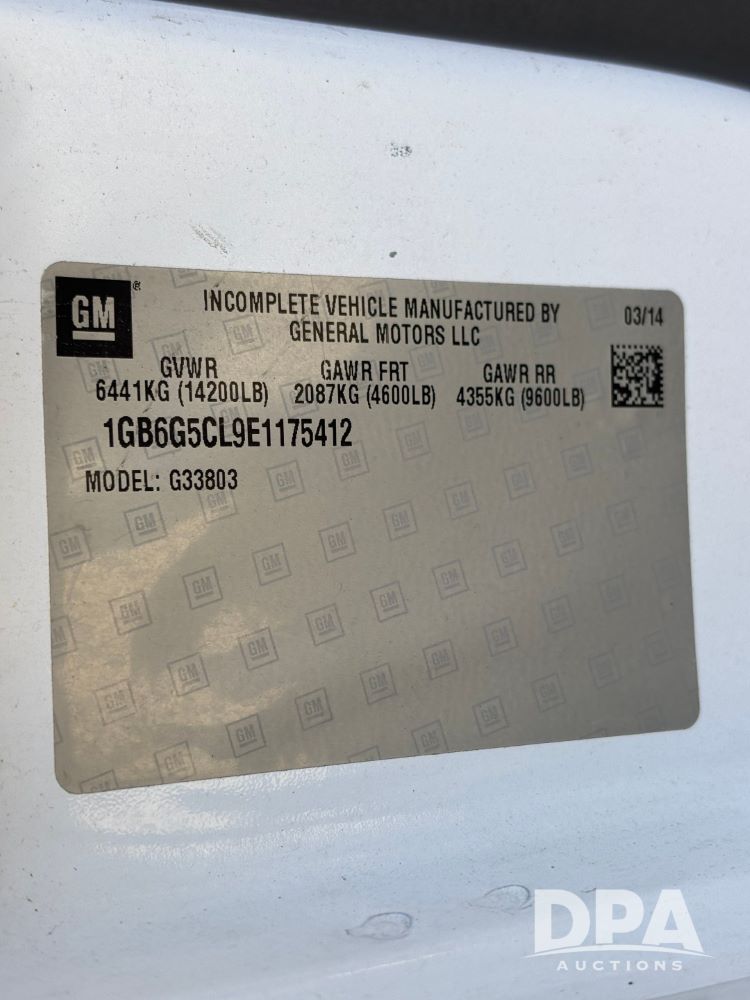 GM
INCOMPLETE VEHICLE MANUFACTURED BY
GENERAL MOTORS LLC
03/14
GVWR
6441KG (14200LB)
GAWR FRT
2087KG (4600LB)
GAWR RR
4355KG (9600LB)
1GB6G5CL9E1175412
MODEL: G33803
DPA
AUCTIONS